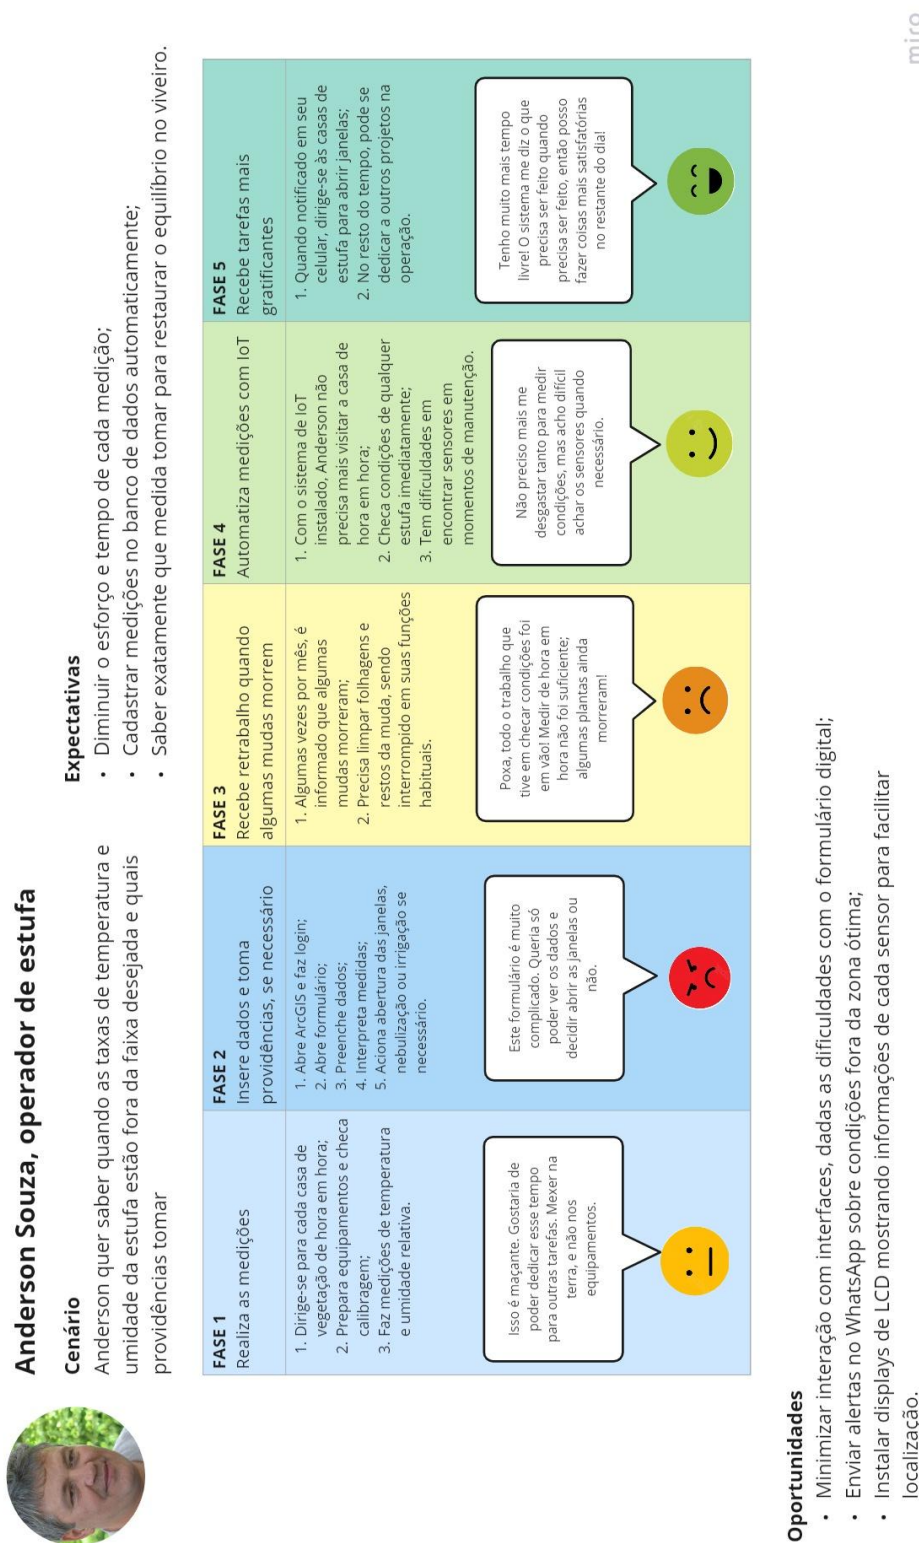 Anderson Souza, operador de estufa
Cenário
Anderson quer saber quando as taxas de temperatura e
umidade da estufa estão fora da faixa desejada e quais
providências tomar
Expectativas
• Diminuir o esforço e tempo de cada medição;
• Cadastrar medições no banco de dados automaticamente;
• Saber exatamente que medida tomar para restaurar o equilíbrio no viveiro.
FASE 1
Realiza as medições
1. Dirige-se para cada casa de
vegetação de hora em hora;
2. Prepara equipamentos e checa
calibragem;
3. Faz medições de temperatura
e umidade relativa.
Isso é maçante. Gostaria de
poder dedicar esse tempo
para outras tarefas. Mexer na
terra, e não nos
equipamentos.
FASE 2
Insere dados e toma
providências, se necessário
1. Abre ArcGIS e faz login;
2. Abre formulário;
3. Preenche dados;
4. Interpreta medidas;
5. Aciona abertura das janelas,
nebulização ou irrigação se
necessário.
Este formulário é muito
complicado. Queria só
poder ver os dados e
decidir abrir as janelas ou
não.
FASE 3
Recebe retrabalho quando
algumas mudas morrem
1. Algumas vezes por mês, é
informado que algumas
mudas morreram;
2. Precisa limpar folhagens e
restos da muda, sendo
interrompido em suas funções
habituais.
Poxa, todo o trabalho que
tive em checar condições foi
em vão! Medir de hora em
hora não foi suficiente;
algumas plantas ainda
morreram!
FASE 4
Automatiza medições com IoT
1. Com o sistema de IoT
instalado, Anderson não
precisa mais visitar a casa de
hora em hora;
2. Checa condições de qualquer
estufa imediatamente;
3. Tem dificuldades em
encontrar sensores em
momentos de manutenção.
Não preciso mais me
desgastar tanto para medir
condições, mas acho difícil
achar os sensores quando
necessário.
FASE 5
Recebe tarefas mais
gratificantes
1. Quando notificado em seu
celular, dirige-se às casas de
estufa para abrir janelas;
2. No resto do tempo, pode se
dedicar a outros projetos na
operação.
Tenho muito mais tempo
livre! O sistema me diz o que
precisa ser feito quando
precisa ser feito, então posso
fazer coisas mais satisfatórias
no restante do dia!
Oportunidades
• Minimizar interação com interfaces, dadas as dificuldades com o formulário digital;
• Enviar alertas no WhatsApp sobre condições fora da zona ótima;
• Instalar displays de LCD mostrando informações de cada sensor para facilitar
localização.
miro